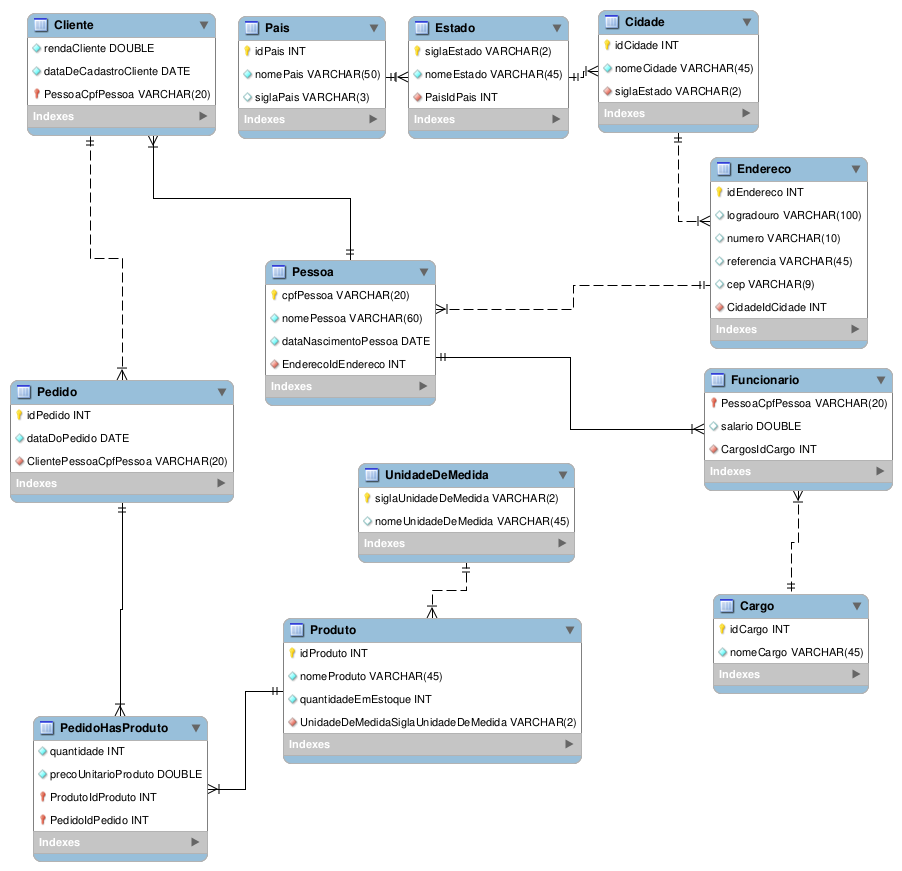 Cliente
rendaCliente DOUBLE
dataDeCadastroCliente DATE
PessoaCpfPessoa VARCHAR(20)
Indexes
Pais
idPais INT
nomePais VARCHAR(50)
siglaPais VARCHAR(3)
Indexes
Estado
siglaEstado VARCHAR(2)
nomeEstado VARCHAR(45)
PaisIdPais INT
Indexes
Cidade
idCidade INT
nomeCidade VARCHAR(45)
siglaEstado VARCHAR(2)
Indexes
Endereco
idEndereco INT
logradouro VARCHAR(100)
numero VARCHAR(10)
referencia VARCHAR(45)
cep VARCHAR(9)
CidadeIdCidade INT
Indexes
Pessoa
cpfPessoa VARCHAR(20)
nomePessoa VARCHAR(60)
dataNascimentoPessoa DATE
EnderecoIdEndereco INT
Indexes
Pedido
idPedido INT
dataDoPedido DATE
ClientePessoaCpfPessoa VARCHAR(20)
Indexes
Funcionario
PessoaCpfPessoa VARCHAR(20)
salario DOUBLE
CargosIdCargo INT
Indexes
UnidadeDeMedida
siglaUnidadeDeMedida VARCHAR(2)
nomeUnidadeDeMedida VARCHAR(45)
Indexes
Cargo
idCargo INT
nomeCargo VARCHAR(45)
Indexes
Produto
idProduto INT
nomeProduto VARCHAR(45)
quantidadeEmEstoque INT
UnidadeDeMedidaSiglaUnidadeDeMedida VARCHAR(2)
Indexes
PedidoHasProduto
quantidade INT
precoUnitarioProduto DOUBLE
ProdutoIdProduto INT
PedidoIdPedido INT
Indexes